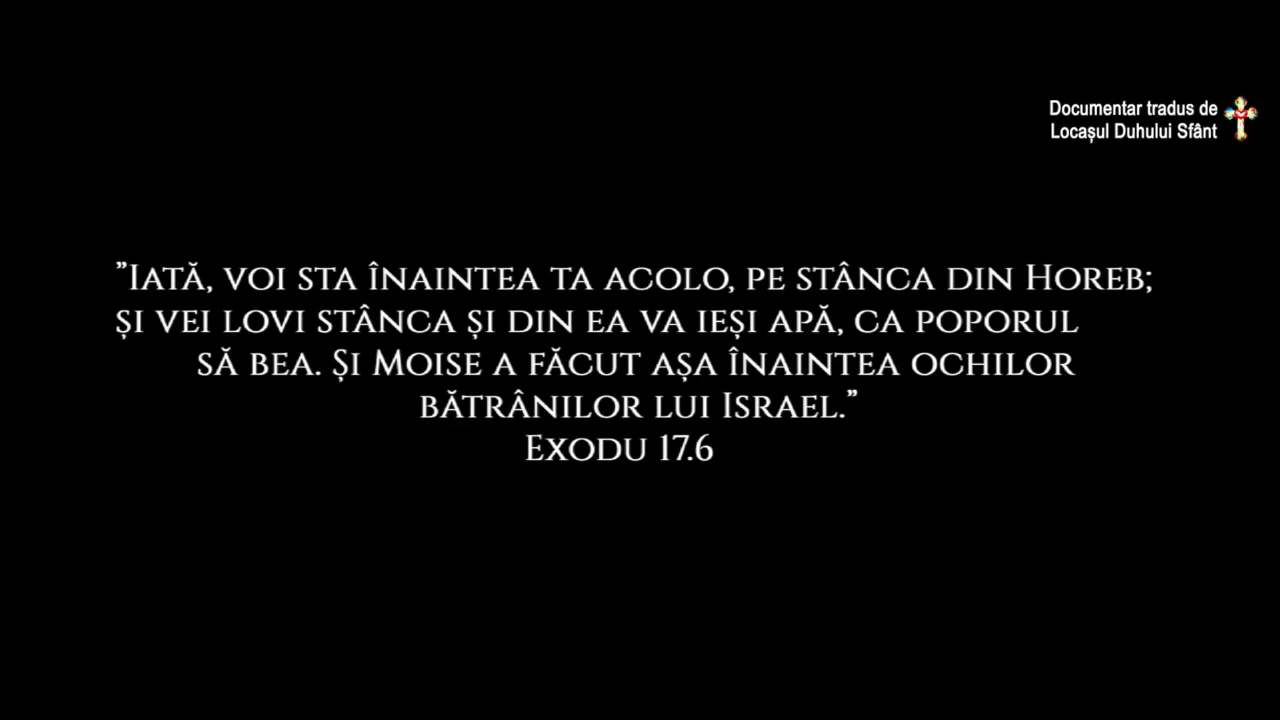 Documentar tradus de
Locașul Duhului Sfânt
”Iată, voi sta înaintea ta acolo, pe stânca din Horeb;
și vei lovi stânca și din ea va ieși apă, ca poporul
să bea. Și Moise a făcut așa înaintea ochilor
bătrânilor lui Israel.”
Exodu 17.6